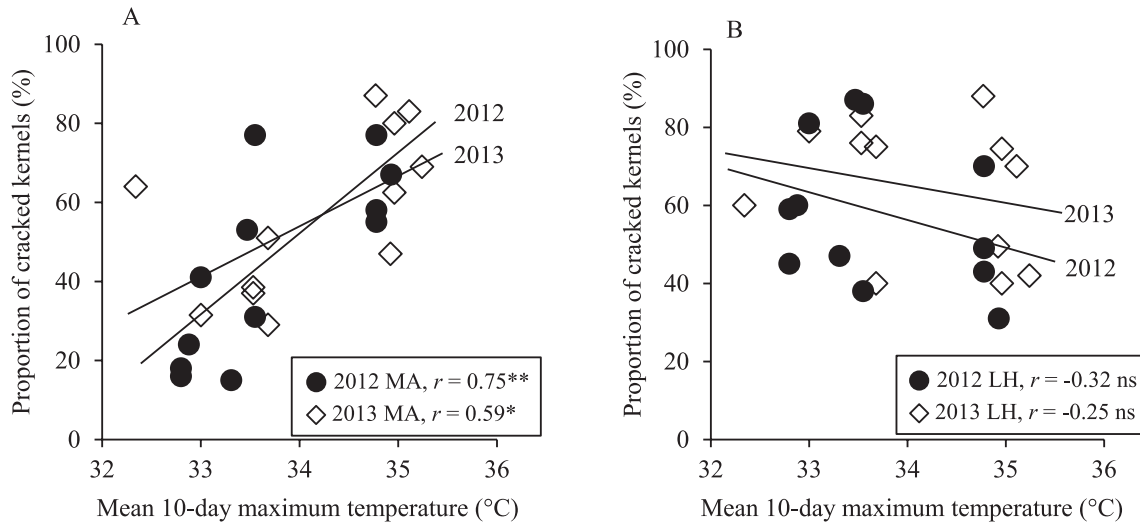 A
Proportion of cracked kernels (%)
100
80
60
40
20
0
2012
2013
2012 MA, r = 0.75**
2013 MA, r = 0.59*
32 33 34 35 36
Mean 10-day maximum temperature (°C)
B
Proportion of cracked kernels (%)
100
80
60
40
20
0
2013
2012
2012 LH, r = -0.32 ns
2013 LH, r = -0.25 ns
32 33 34 35 36
Mean 10-day maximum temperature (°C)